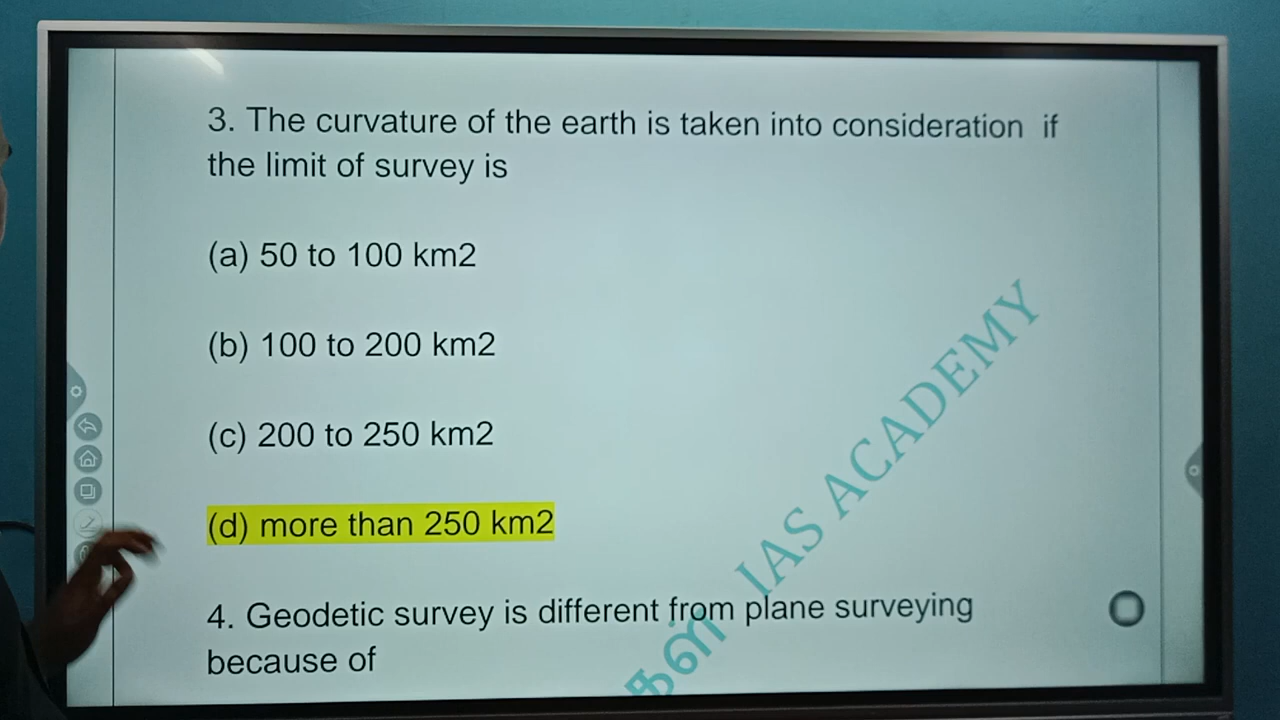 3. The curvature of the earth is taken into consideration if
the limit of survey is
(a) 50 to 100 km2
(b) 100 to 200 km2
(c) 200 to 250 km2
(d) more than 250 km2
4. Geodetic survey is different from plane surveying
because of
IAS ACADEMY